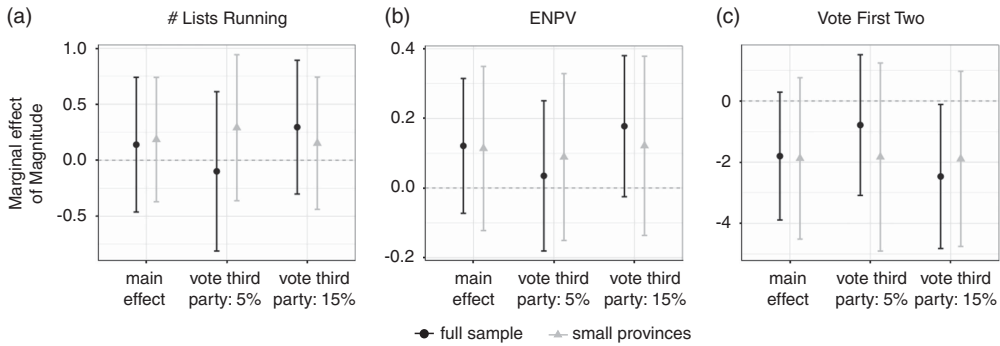 (a) # Lists Running
(b) ENPV
(c) Vote First Two
Marginal effect
of Magnitude
1.0
0.5
0.0
-0.5
main
effect
vote third
party: 5%
vote third
party: 15%
0.4
0.2
0.0
-0.2
main
effect
vote third
party: 5%
vote third
party: 15%
0
-2
-4
main
effect
vote third
party: 5%
vote third
party: 15%
full sample small provinces